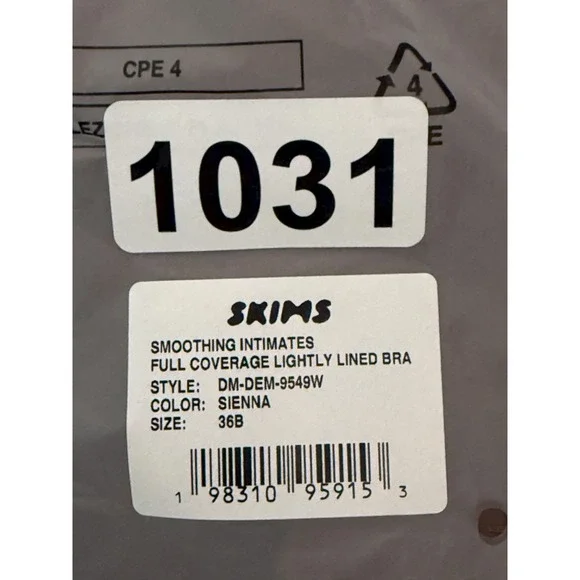 CPE 4
4
1031
SKIMS
SMOOTHING INTIMATES
FULL COVERAGE LIGHTLY LINED BRA
STYLE: DM-DEM-9549W
COLOR: SIENNA
SIZE: 36B
1 98310 95915 3